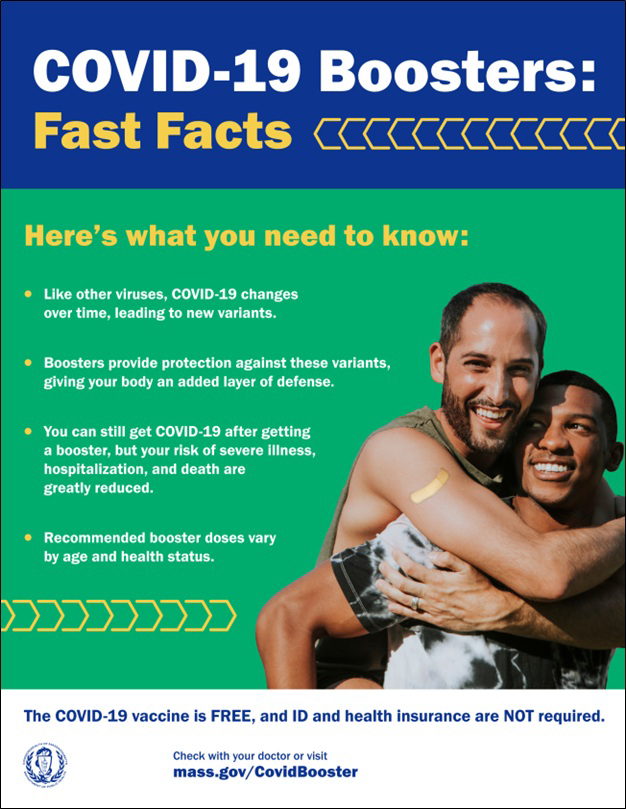 COVID-19 Boosters:
Fast Facts
Here's what you need to know:
Like other viruses, COVID-19 changes
over time, leading to new variants.
Boosters provide protection against these variants,
giving your body an added layer of defense.
You can still get COVID-19 after getting
a booster, but your risk of severe illness,
hospitalization, and death are
greatly reduced.
Recommended booster doses vary
by age and health status.
The COVID-19 vaccine is FREE, and ID and health insurance are NOT required.
Check with your doctor or visit
mass.gov/CovidBooster